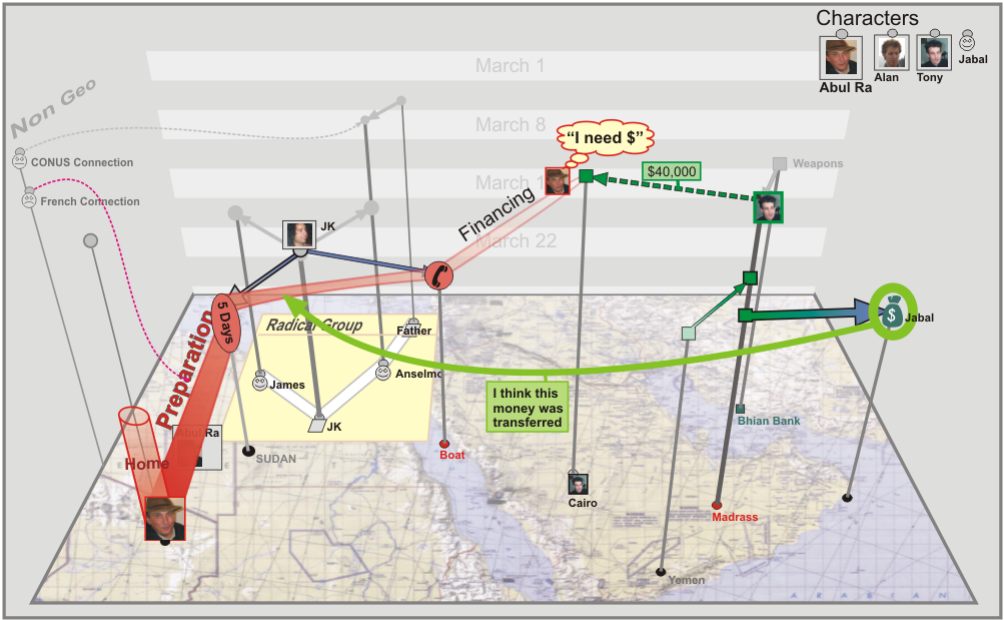 Characters
Abul Ra
Alan
Tony
Jabal
March 1
Non Geo
March 8
"I need $"
CONUS Connection
March 1
$40,000
Weapons
French Connection
Financing
JK
March 22
5 Days
Preparation
Radical Group
Father
$
Jabal
James
Anselmo
I think this
money was
transferred
JK
Bhian Bank
Abul Ra
SUDAN
Boat
Home
Cairo
Madrass
Yemen
A R A B I A N